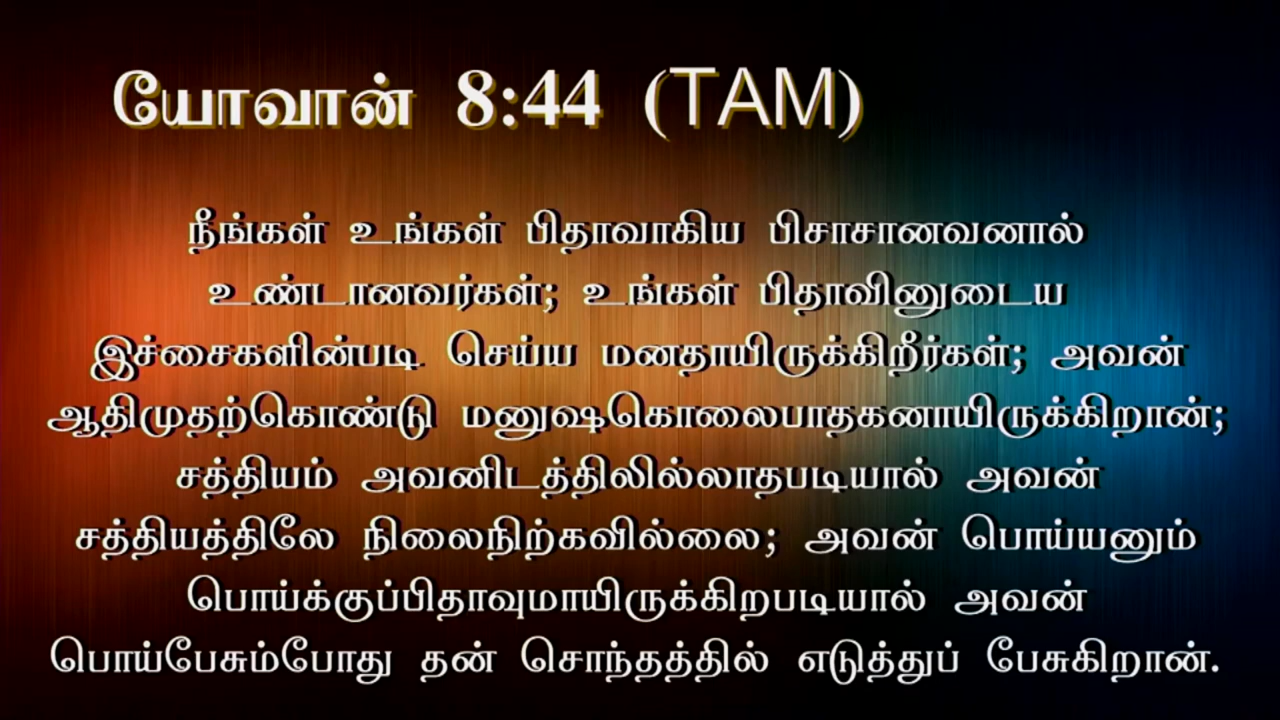 யோவான் 8:44 (TAM)
நீங்கள் உங்கள் பிதாவாகிய பிசாசானவனால்
உண்டானவர்கள்; உங்கள் பிதாவினுடைய
இச்சைகளின்படி செய்ய மனதாயிருக்கிறீர்கள்; அவன்
ஆதிமுதற்கொண்டு மனுஷகொலைபாதகனாயிருக்கிறான்;
சத்தியம் அவனிடத்திலில்லாதபடியால் அவன்
சத்தியத்திலே நிலைநிற்கவில்லை; அவன் பொய்யனும்
பொய்க்குப்பிதாவுமாயிருக்கிறபடியால் அவன்
பொய்பேசும்போது தன் சொந்தத்தில் எடுத்துப் பேசுகிறான்.